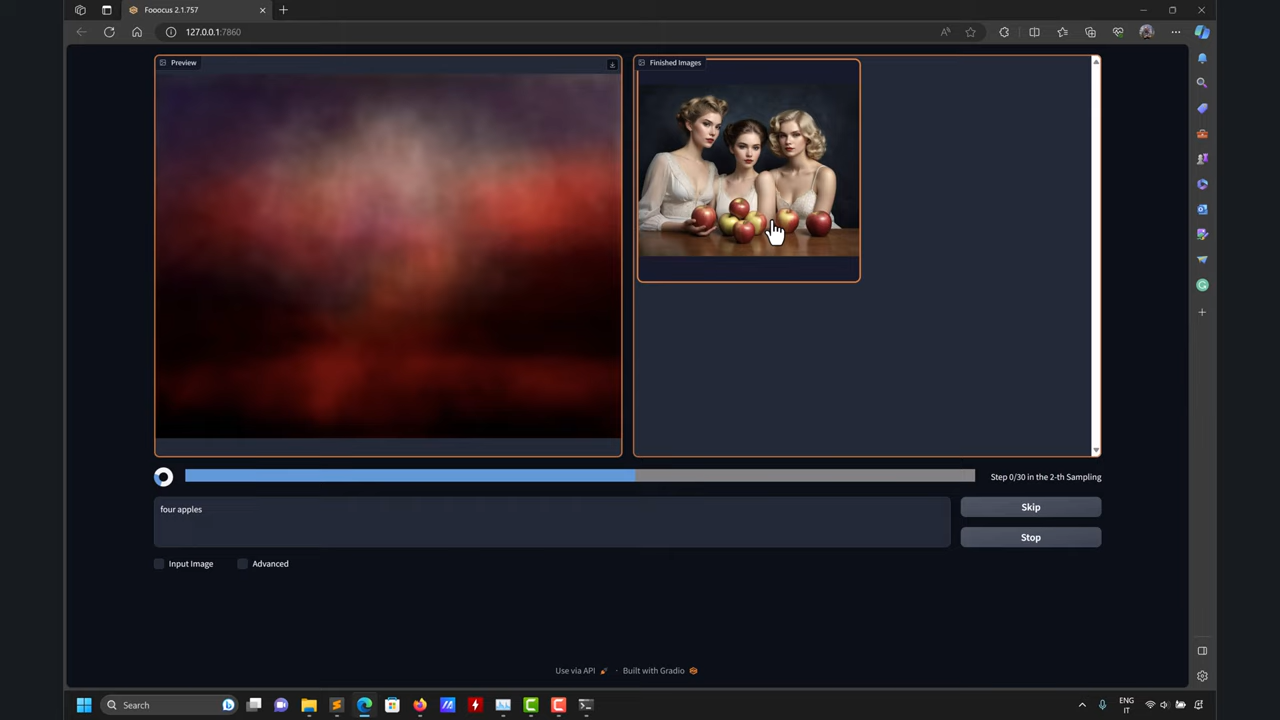 Fooocus 2.1.757
127.0.0.1:7860
Preview
Finished Images
Step 0/30 in the 2-th Sampling
four apples
Skip
Stop
Input Image
Advanced
Use via API · Built with Gradio
Search
ENG
IT